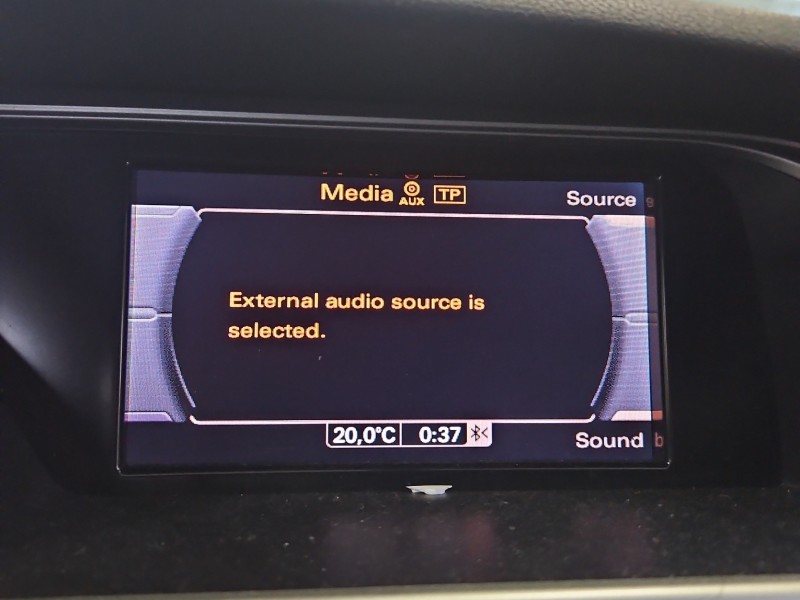 Media AUX TP
Source
External audio source is
selected.
20,0°C 0:37
Sound